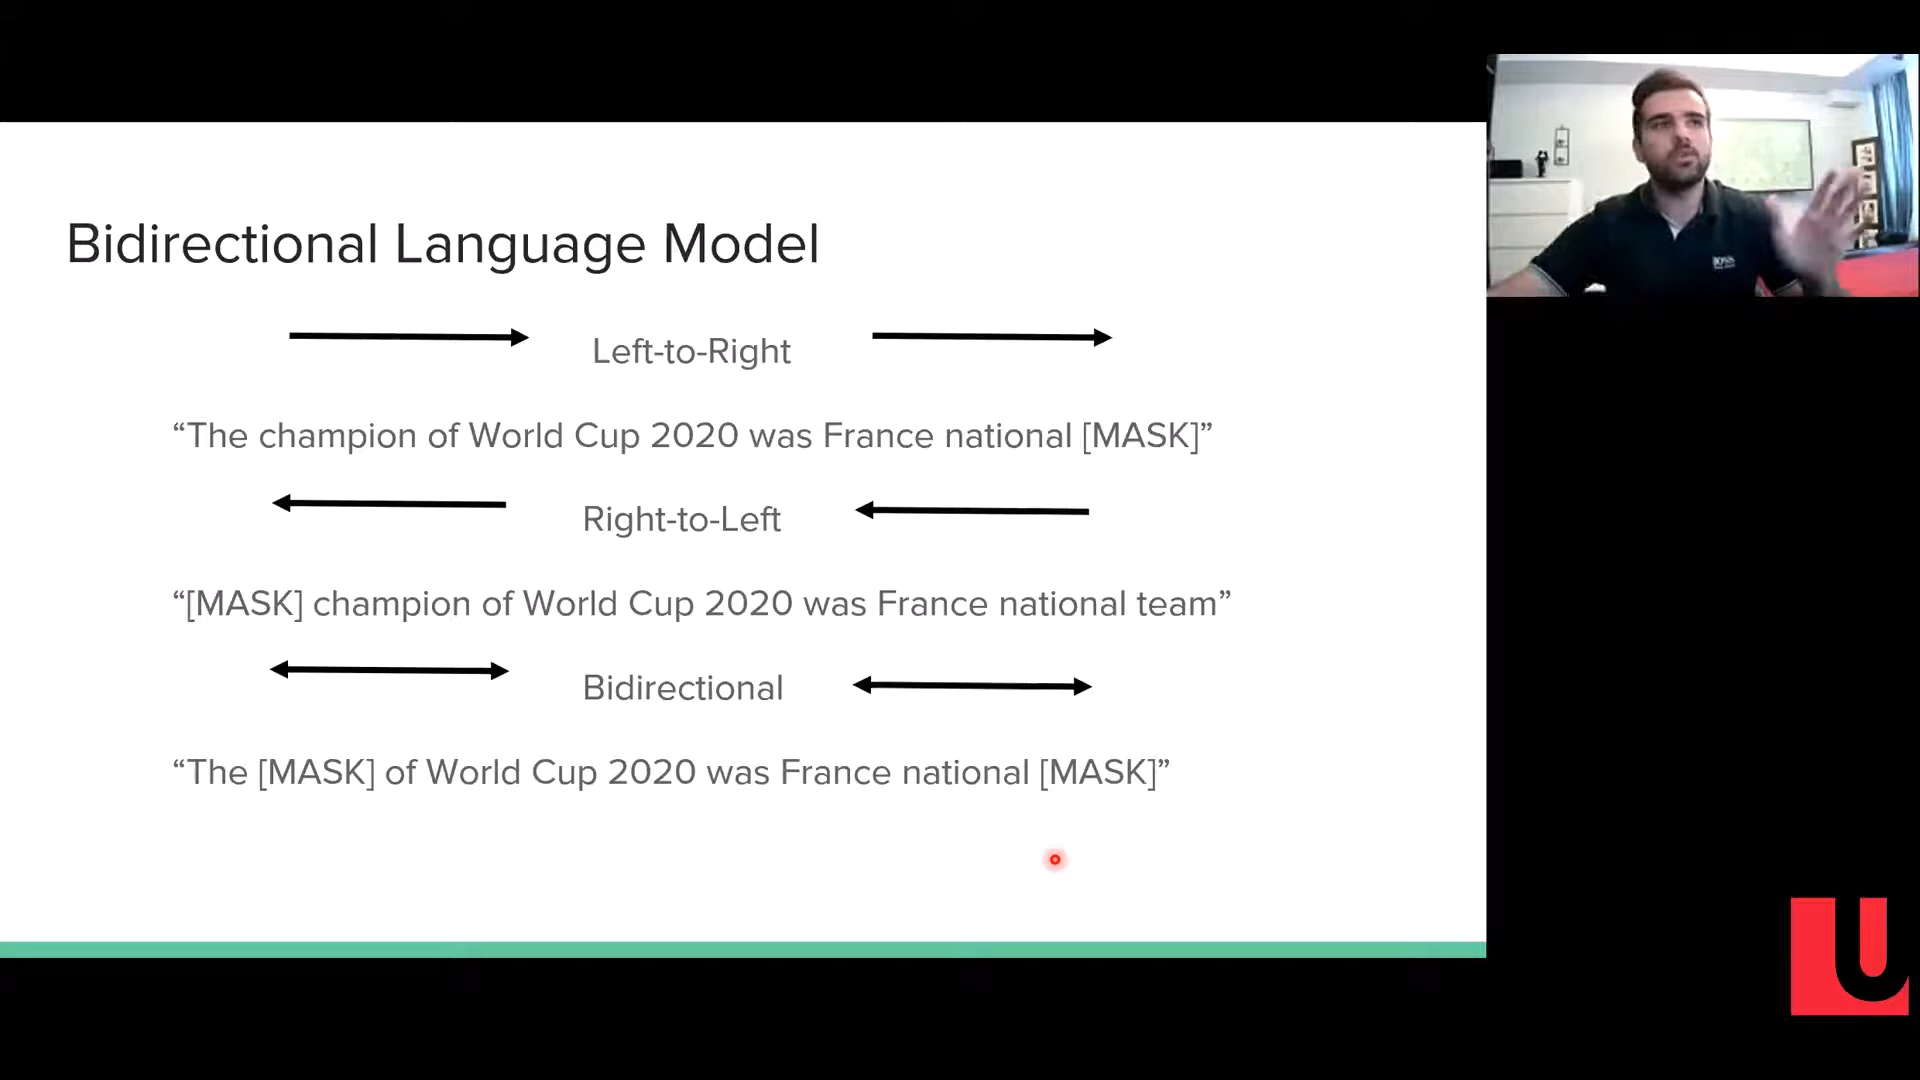 Bidirectional Language Model
Left-to-Right
“The champion of World Cup 2020 was France national [MASK]”
Right-to-Left
“[MASK] champion of World Cup 2020 was France national team”
Bidirectional
“The [MASK] of World Cup 2020 was France national [MASK]”
BOSS
U